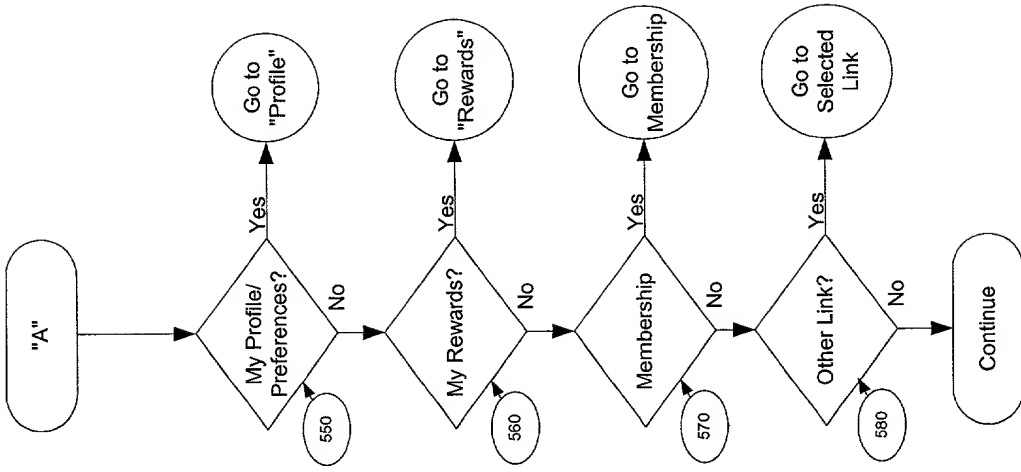 "A"
My Profile/
Preferences?
Yes
Go to
"Profile"
No
550
My Rewards?
Yes
Go to
"Rewards"
No
560
Membership
Yes
Go to
Membership
No
570
Other Link?
Yes
Go to
Selected
Link
No
580
Continue